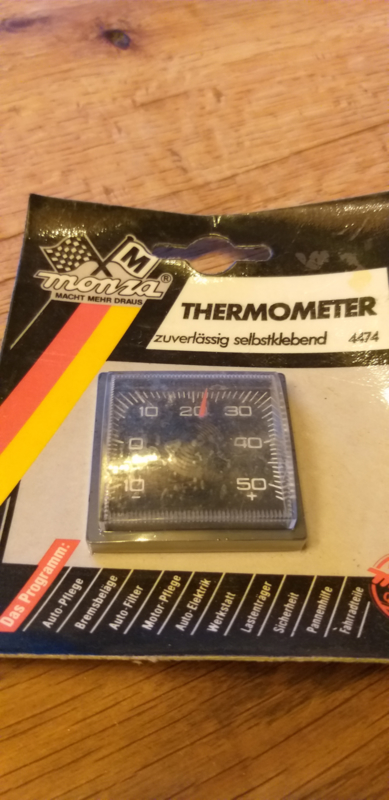 M
monza®
MACHT MEHR DRAUS
THERMOMETER
zuverlässig selbstklebend 4474
10 20 30
0 40
-10 50
- +
Das Programm:
Auto-Pflege
Bremsbeläge
Auto-Filter
Motor-Pflege
Auto-Elektrik
Werkstatt
Lastenträger
Sicherheit
Pannenhilfe
Fahrradteile